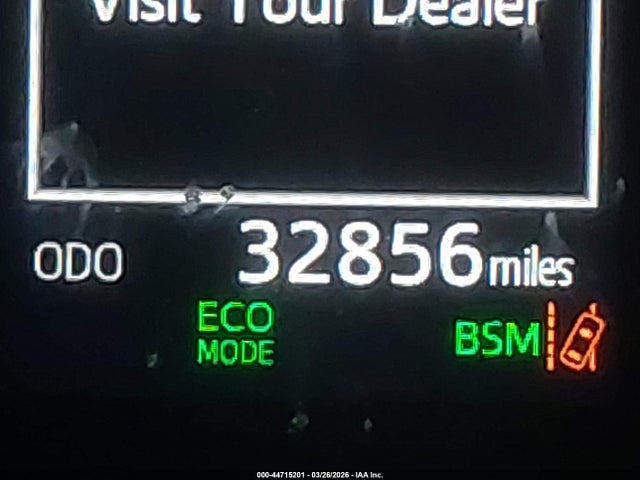 Visit Your Dealer
ODO 32856 miles
ECO
MODE
BSM
000-44715201 - 03/26/2026 - IAA Inc.